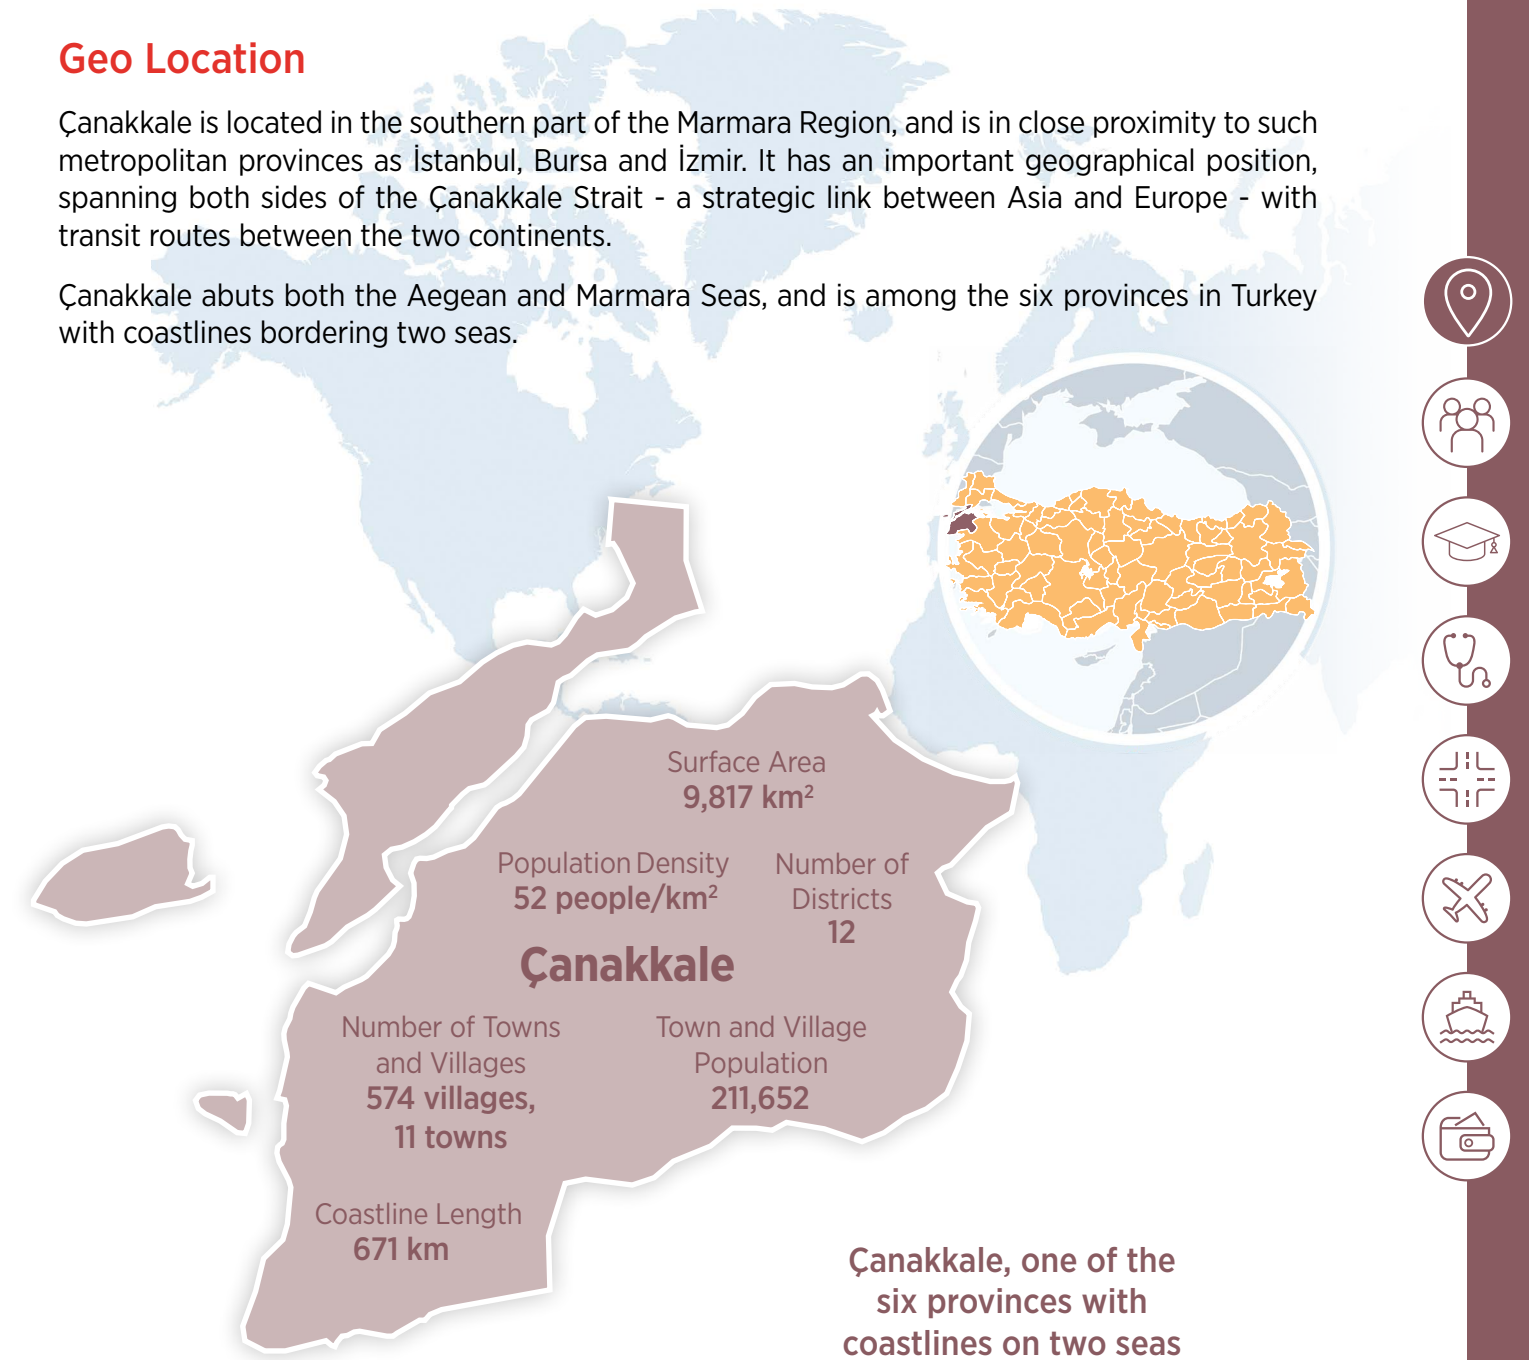 Geo Location
Çanakkale is located in the southern part of the Marmara Region, and is in close proximity to such
metropolitan provinces as İstanbul, Bursa and İzmir. It has an important geographical position,
spanning both sides of the Çanakkale Strait - a strategic link between Asia and Europe - with
transit routes between the two continents.
Çanakkale abuts both the Aegean and Marmara Seas, and is among the six provinces in Turkey
with coastlines bordering two seas.
Surface Area
9,817 km²
Population Density
52 people/km²
Number of
Districts
12
Çanakkale
Number of Towns
and Villages
574 villages,
11 towns
Town and Village
Population
211,652
Coastline Length
671 km
Çanakkale, one of the
six provinces with
coastlines on two seas